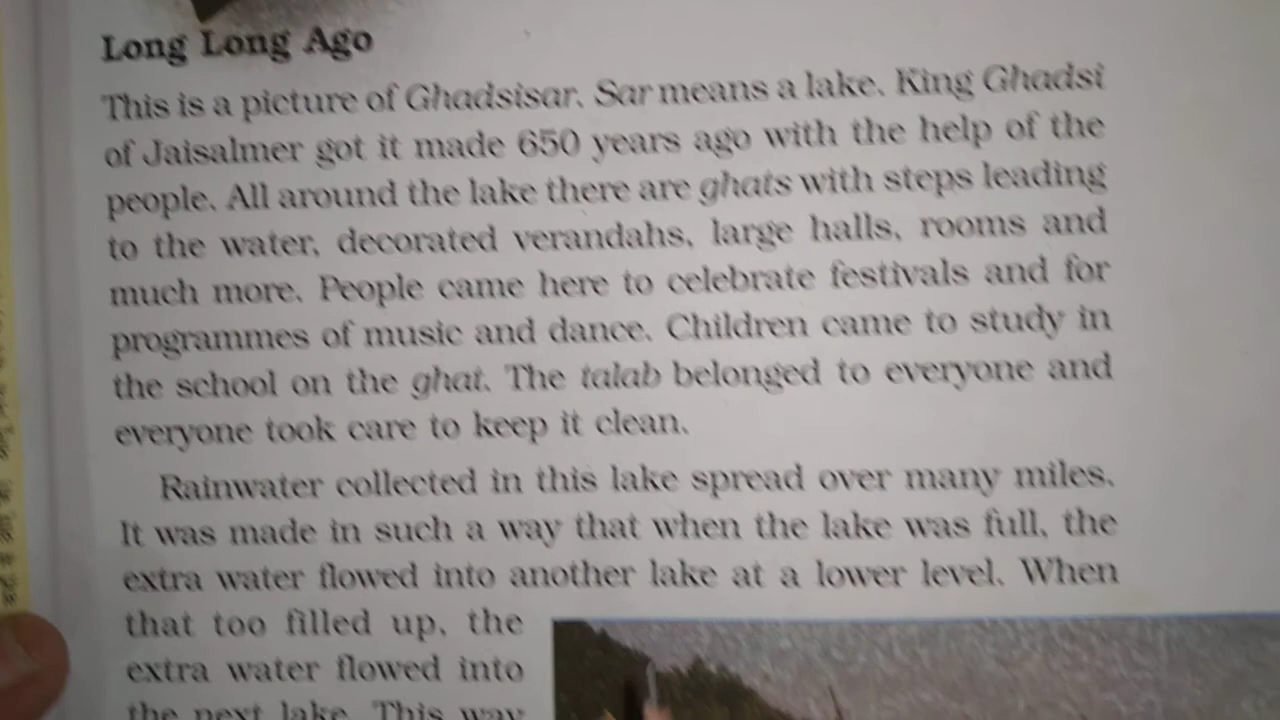 Long Long Ago
This is a picture of Ghadsisar. Sar means a lake. King Ghadsi
of Jaisalmer got it made 650 years ago with the help of the
people. All around the lake there are ghats with steps leading
to the water, decorated verandahs, large halls, rooms and
much more. People came here to celebrate festivals and for
programmes of music and dance. Children came to study in
the school on the ghat. The talab belonged to everyone and
everyone took care to keep it clean.
Rainwater collected in this lake spread over many miles.
It was made in such a way that when the lake was full, the
extra water flowed into another lake at a lower level. When
that too filled up, the
extra water flowed into
the next lake. This way